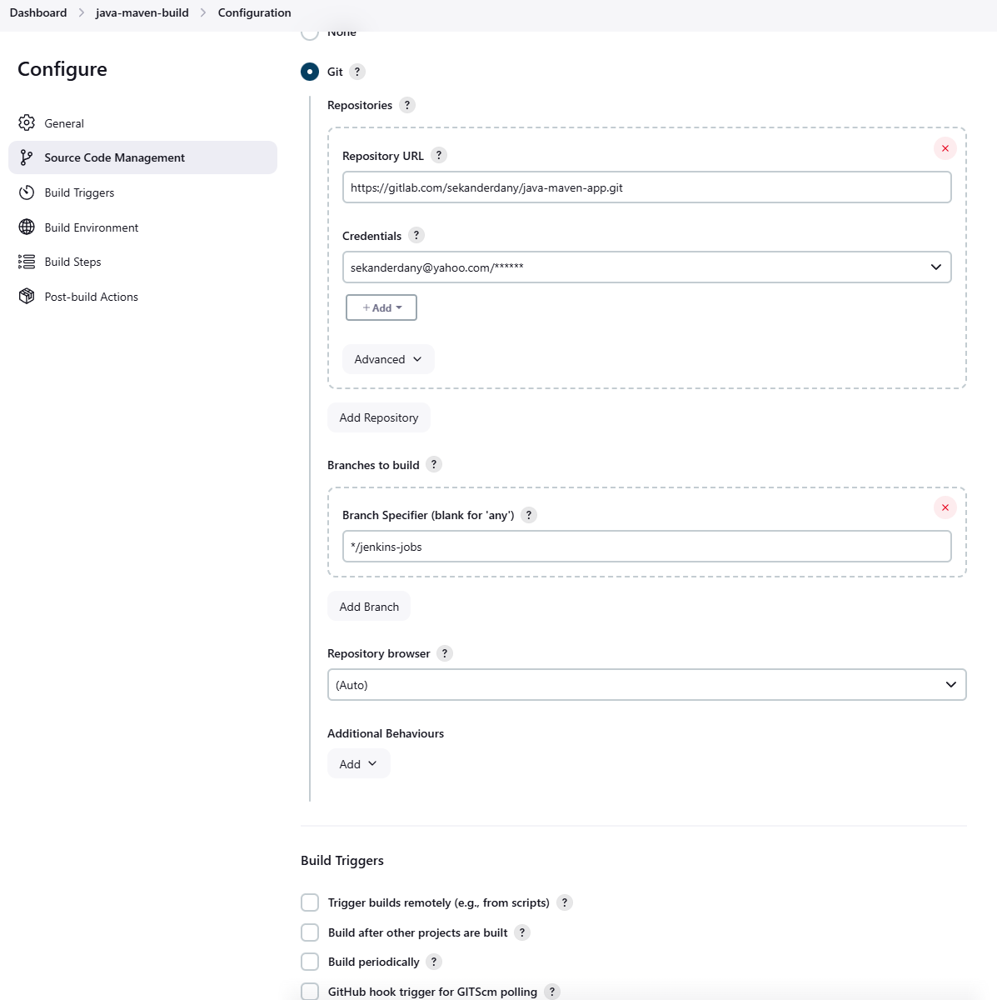 Dashboard > java-maven-build > Configuration
None
Configure
Git ?
Repositories ?
General
Source Code Management
Repository URL ?
https://gitlab.com/sekanderdany/java-maven-app.git
Build Triggers
Build Environment
Credentials ?
Build Steps
sekanderdany@yahoo.com/******
Post-build Actions
+ Add
Advanced
Add Repository
Branches to build ?
Branch Specifier (blank for 'any') ?
*/jenkins-jobs
Add Branch
Repository browser ?
(Auto)
Additional Behaviours
Add
Build Triggers
Trigger builds remotely (e.g., from scripts) ?
Build after other projects are built ?
Build periodically ?
GitHub hook trigger for GITScm polling ?